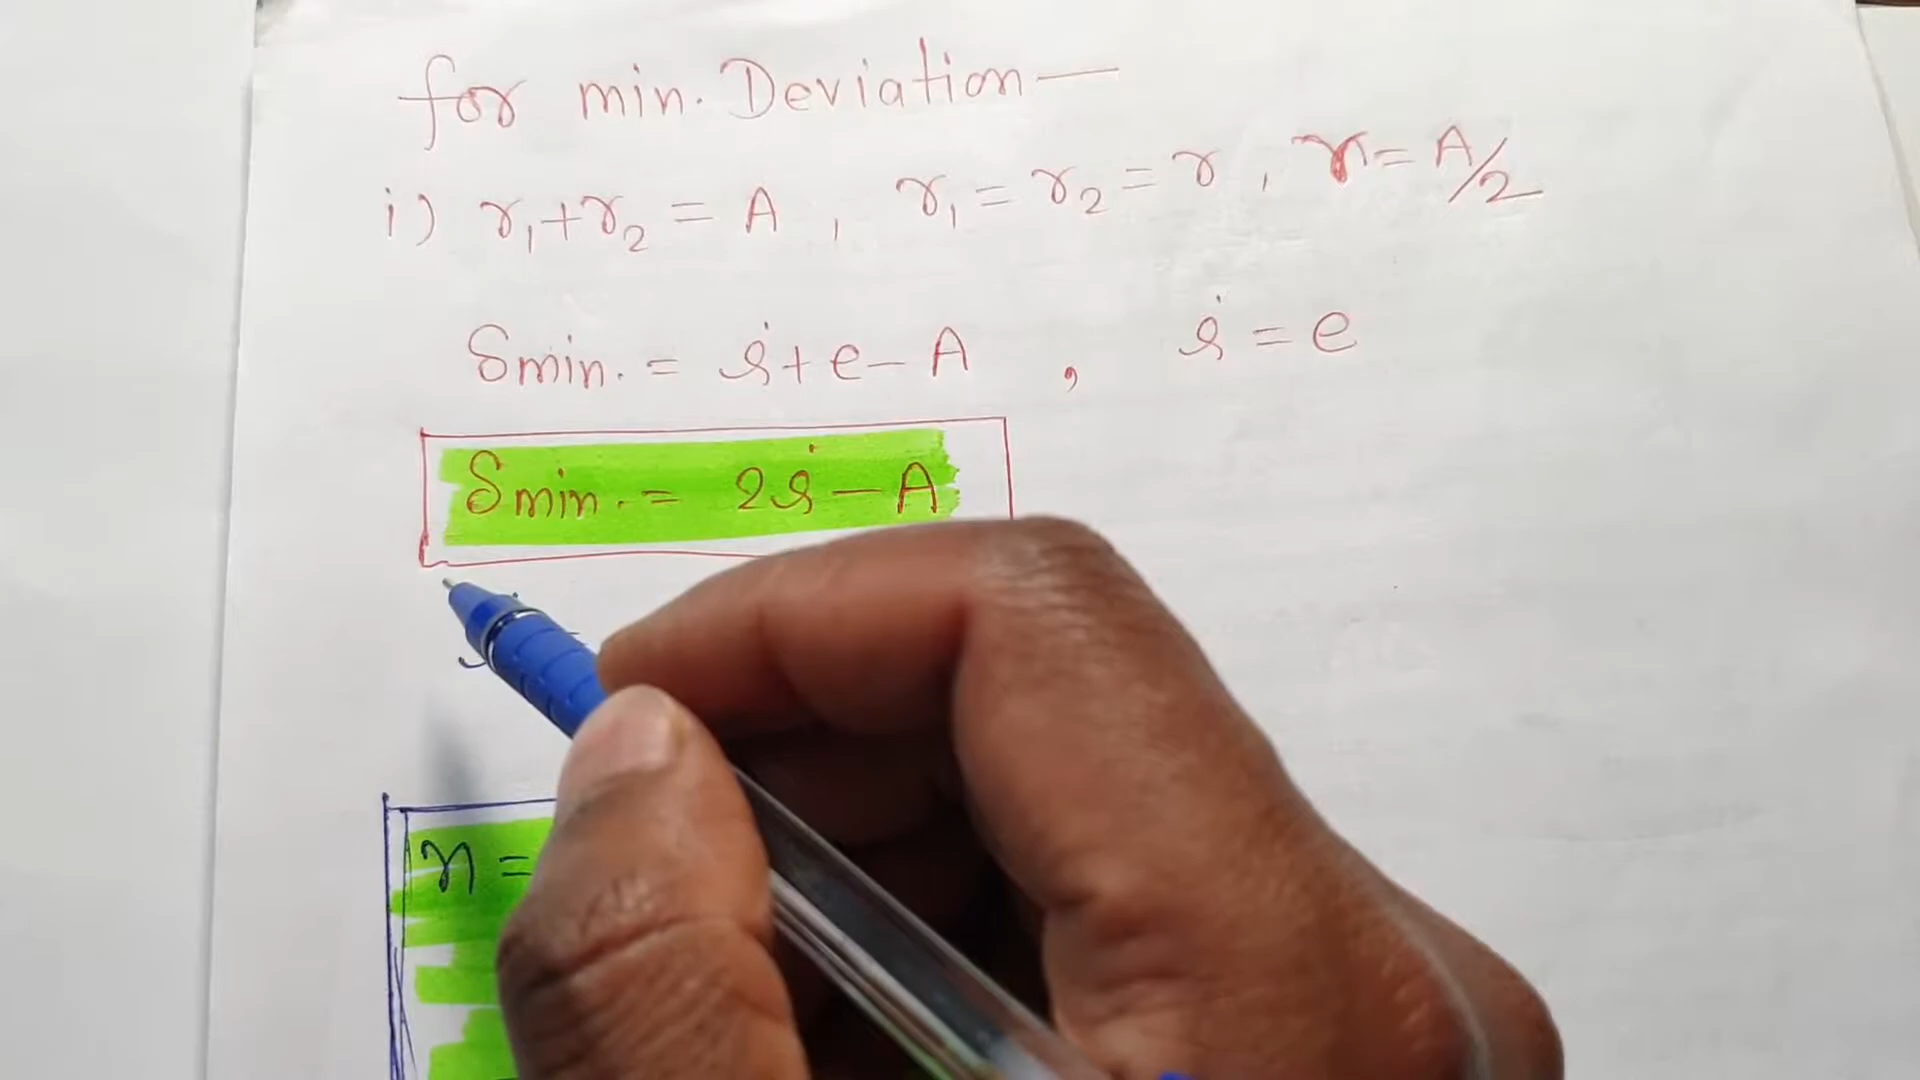 for min. Deviation—
i) r₁+r₂ = A , r₁ = r₂ = r , r = A/2
δmin. = i+e–A , i = e
δmin. = 2i – A
n =